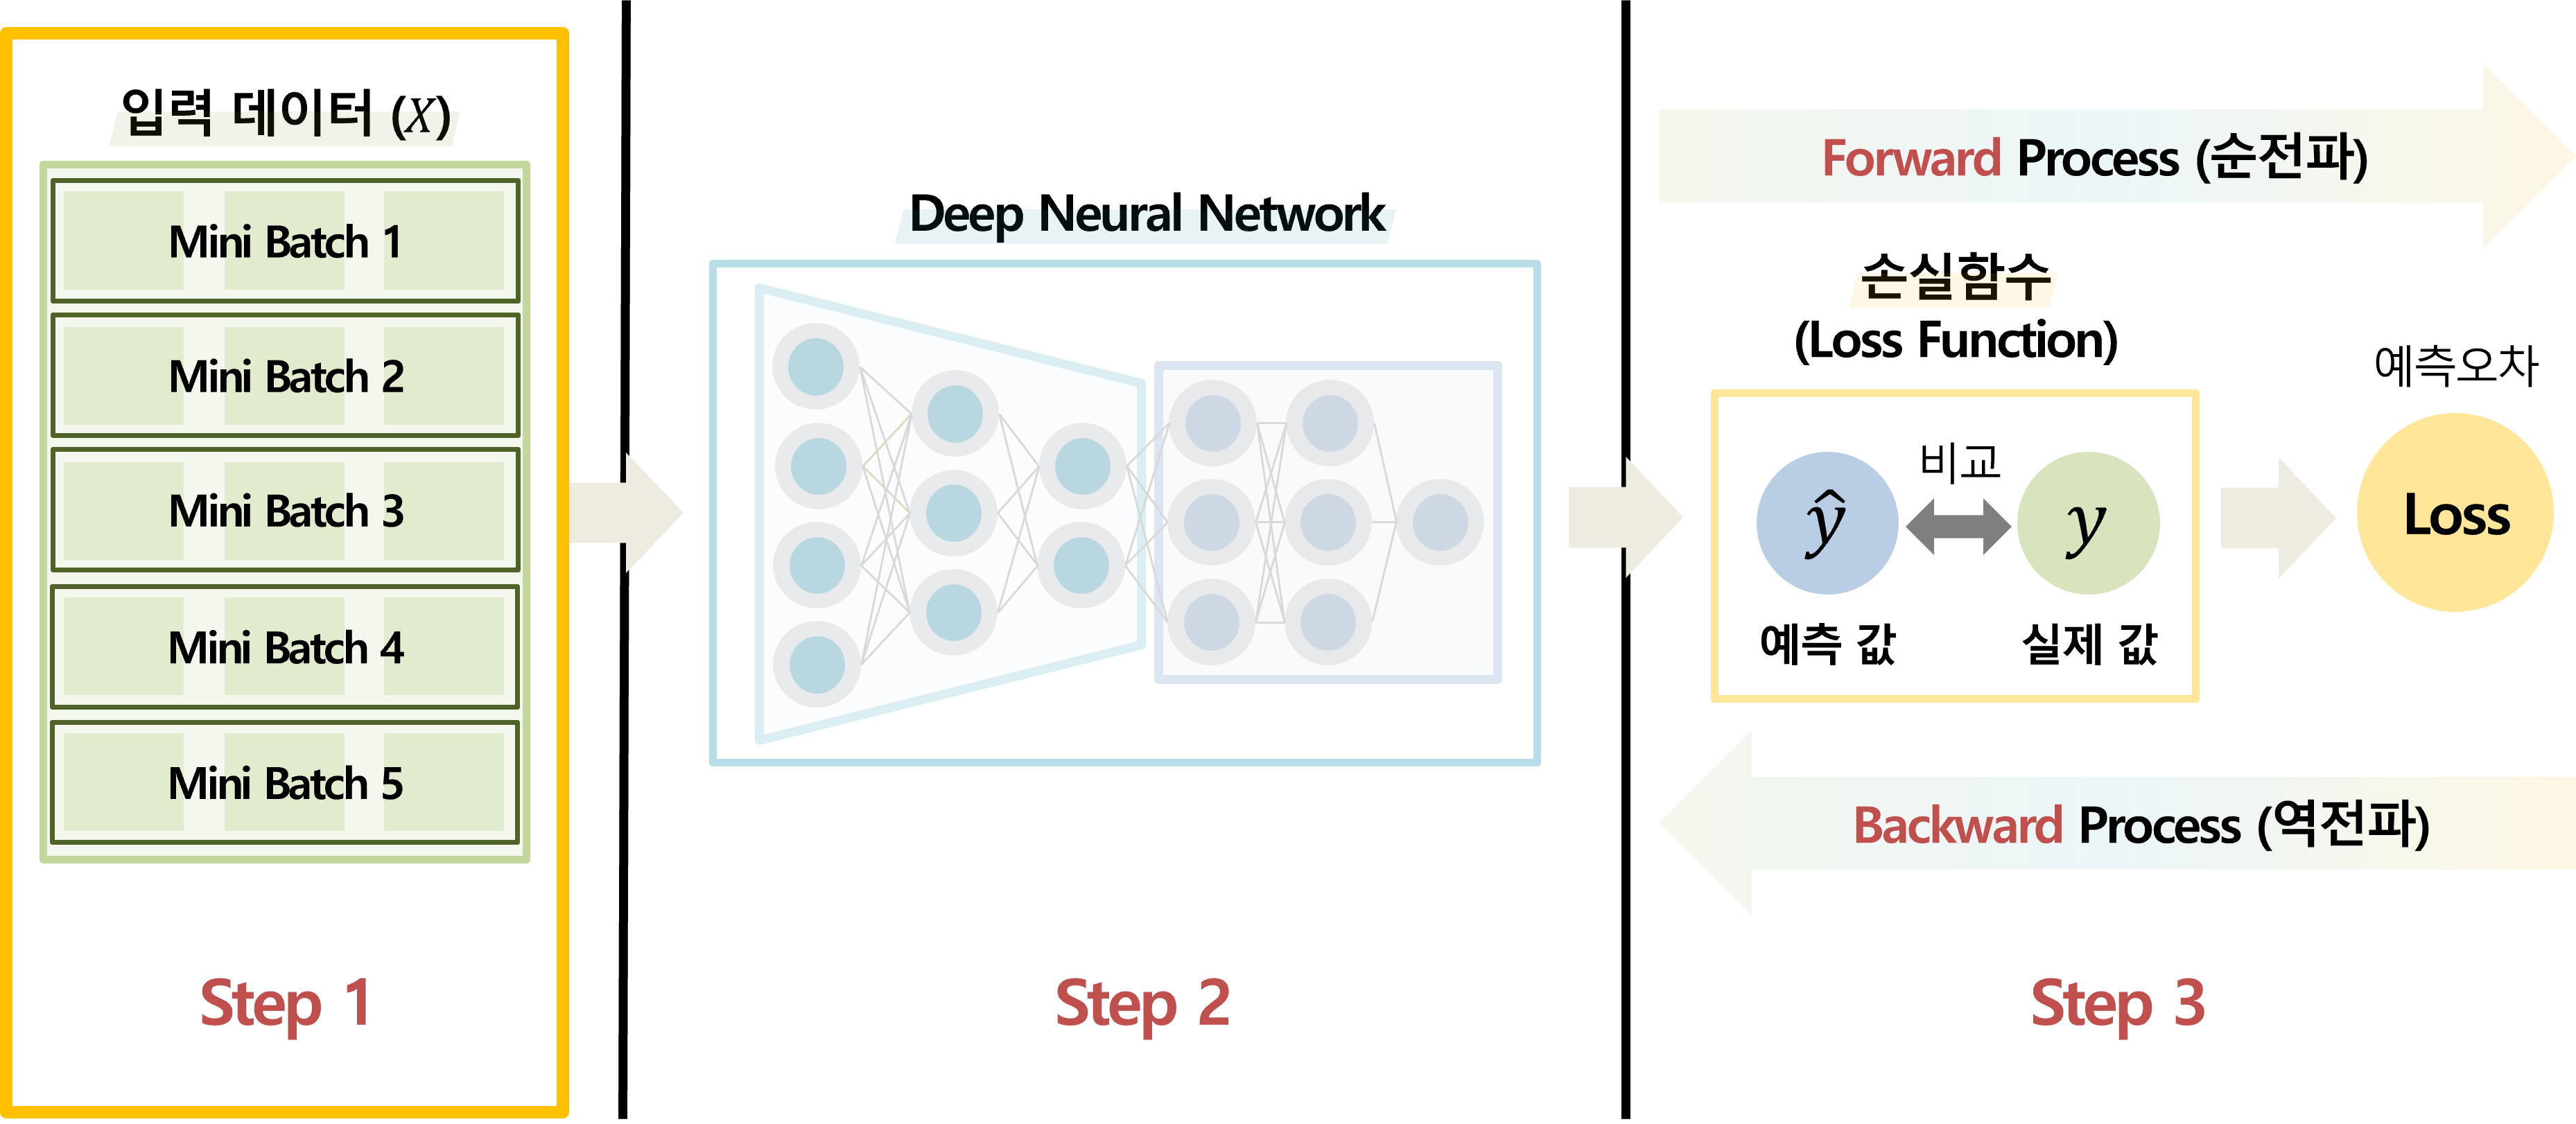 입력 데이터 (X)
Mini Batch 1
Mini Batch 2
Mini Batch 3
Mini Batch 4
Mini Batch 5
Step 1
Deep Neural Network
Step 2
Forward Process (순전파)
손실함수
(Loss Function)
예측오차
비교
ŷ
y
Loss
예측 값
실제 값
Backward Process (역전파)
Step 3